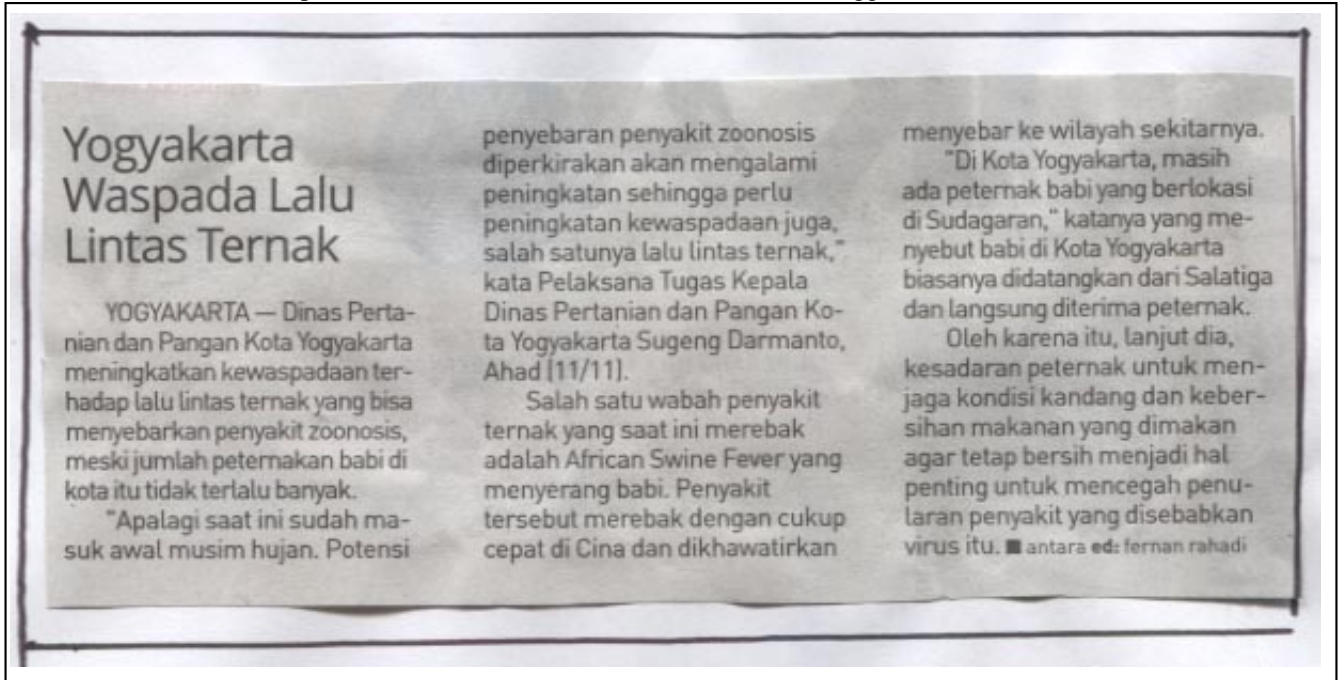 Yogyakarta
Waspada Lalu
Lintas Ternak
YOGYAKARTA — Dinas Perta-
nian dan Pangan Kota Yogyakarta
meningkatkan kewaspadaan ter-
hadap lalu lintas ternak yang bisa
menyebarkan penyakit zoonosis,
meski jumlah peternakan babi di
kota itu tidak terlalu banyak.
"Apalagi saat ini sudah ma-
suk awal musim hujan. Potensi
penyebaran penyakit zoonosis
diperkirakan akan mengalami
peningkatan sehingga perlu
peningkatan kewaspadaan juga,
salah satunya lalu lintas ternak,"
kata Pelaksana Tugas Kepala
Dinas Pertanian dan Pangan Ko-
ta Yogyakarta Sugeng Darmanto,
Ahad (11/11).
Salah satu wabah penyakit
ternak yang saat ini merebak
adalah African Swine Fever yang
menyerang babi. Penyakit
tersebut merebak dengan cukup
cepat di Cina dan dikhawatirkan
menyebar ke wilayah sekitarnya.
"Di Kota Yogyakarta, masih
ada peternak babi yang berlokasi
di Sudagaran," katanya yang me-
nyebut babi di Kota Yogyakarta
biasanya didatangkan dari Salatiga
dan langsung diterima peternak.
Oleh karena itu, lanjut dia,
kesadaran peternak untuk men-
jaga kondisi kandang dan keber-
sihan makanan yang dimakan
agar tetap bersih menjadi hal
penting untuk mencegah penu-
laran penyakit yang disebabkan
virus itu. ■ antara ed: fernan rahadi